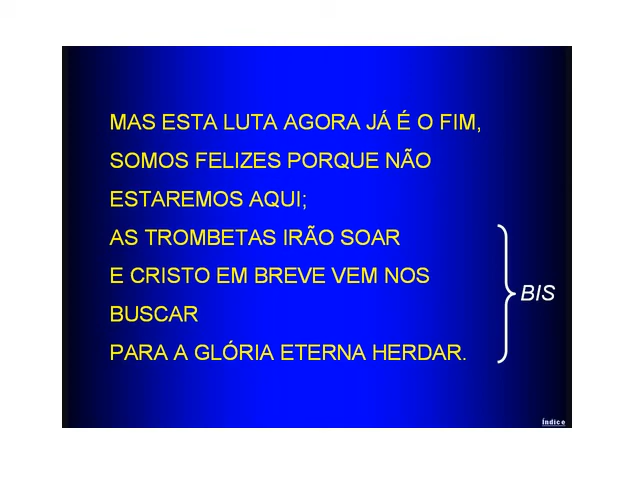 MAS ESTA LUTA AGORA JÁ É O FIM,
SOMOS FELIZES PORQUE NÃO
ESTAREMOS AQUI;
AS TROMBETAS IRÃO SOAR
E CRISTO EM BREVE VEM NOS
BUSCAR
PARA A GLÓRIA ETERNA HERDAR.
BIS
Índice